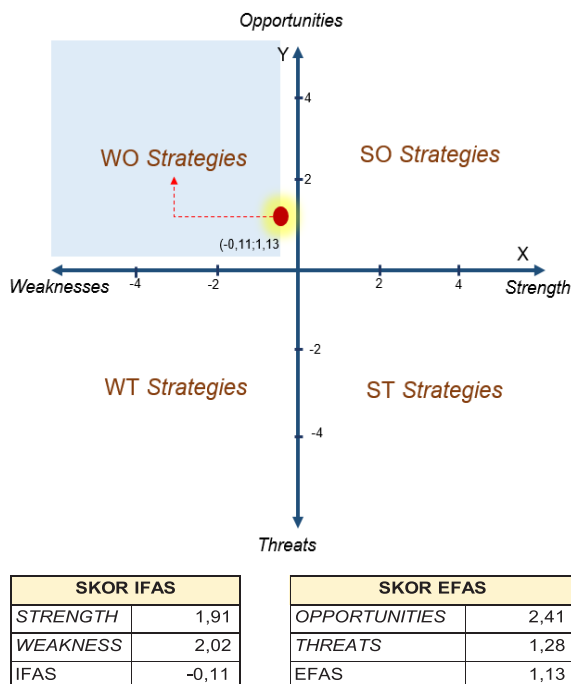 Opportunities
Y
4
WO Strategies
SO Strategies
2
(-0,11;1,13
X
Weaknesses
-4
-2
2
4
Strength
-2
WT Strategies
ST Strategies
-4
Threats
SKOR IFAS
STRENGTH 1,91
WEAKNESS 2,02
IFAS -0,11
SKOR EFAS
OPPORTUNITIES 2,41
THREATS 1,28
EFAS 1,13